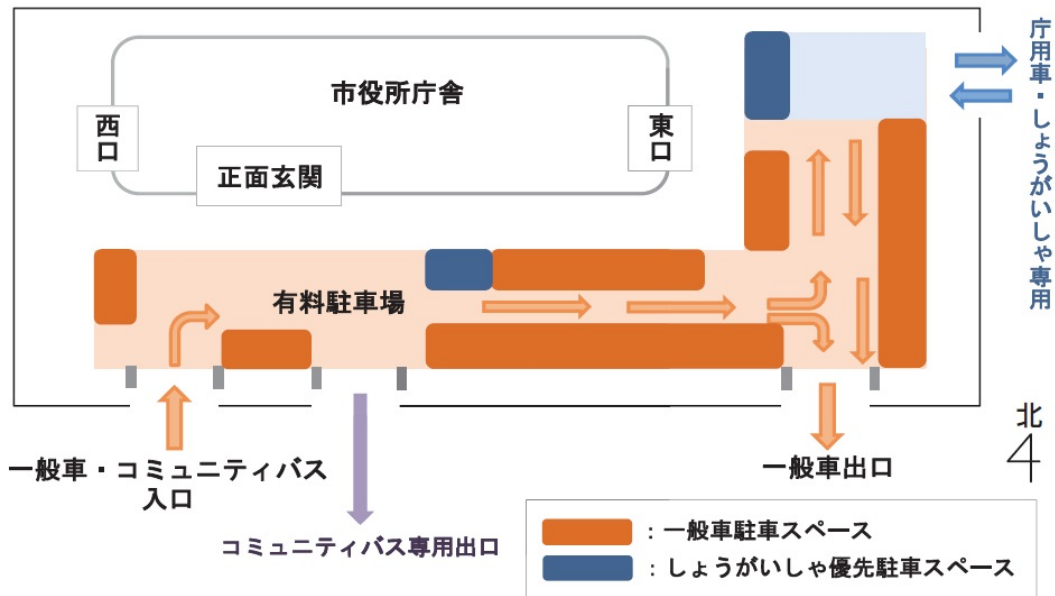 市役所庁舎
西口
東口
正面玄関
庁用車・しょうがいしゃ専用
有料駐車場
北
一般車・コミュニティバス
入口
一般車出口
コミュニティバス専用出口
：一般車駐車スペース
：しょうがいしゃ優先駐車スペース